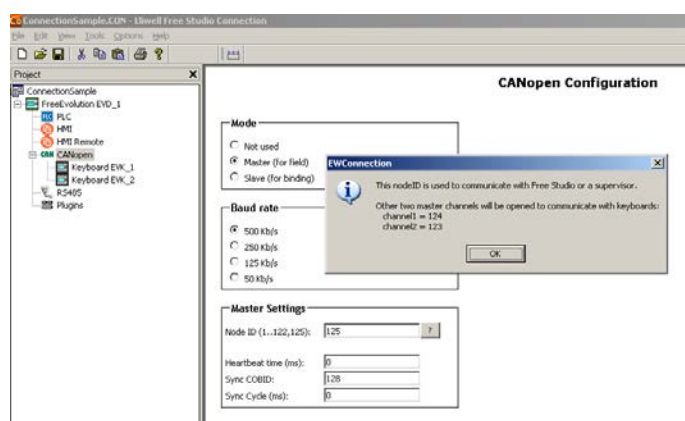 ConnectionSample.CON - Eliwell Free Studio Connection
File Edit View Tools Options Help
Project
ConnectionSample
FreeEvolution EVD_1
PLC
HMI
HMI Remote
CANopen
Keyboard EVK_1
Keyboard EVK_2
RS485
Plugins
CANopen Configuration
Mode
Not used
Master (for field)
Slave (for binding)
EWConnection
This nodeID is used to communicate with Free Studio or a supervisor.
Other two master channels will be opened to communicate with keyboards:
channel1 = 124
channel2 = 123
OK
Baud rate
500 Kb/s
250 Kb/s
125 Kb/s
50 Kb/s
Master Settings
Node ID (1..122,125): 125 ?
Heartbeat time (ms): 0
Sync COBID: 128
Sync Cycle (ms): 0